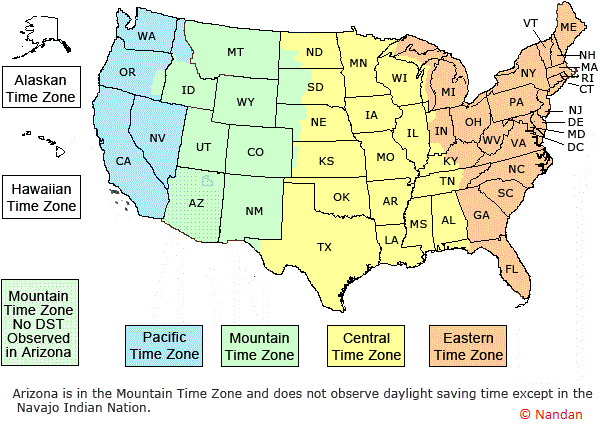 WA
MT
ND
MN
ME
VT
NH
MA
RI
CT
OR
ID
SD
WI
MI
NY
WY
IA
PA
NJ
DE
MD
DC
NE
IL
IN
OH
NV
UT
CO
KS
MO
KY
WV
VA
CA
AZ
NM
OK
AR
TN
NC
SC
TX
LA
MS
AL
GA
FL
Alaskan
Time Zone
Hawaiian
Time Zone
Mountain
Time Zone
No DST
Observed
in Arizona
Pacific
Time Zone
Mountain
Time Zone
Central
Time Zone
Eastern
Time Zone
Arizona is in the Mountain Time Zone and does not observe daylight saving time except in the
Navajo Indian Nation.
© Nandan